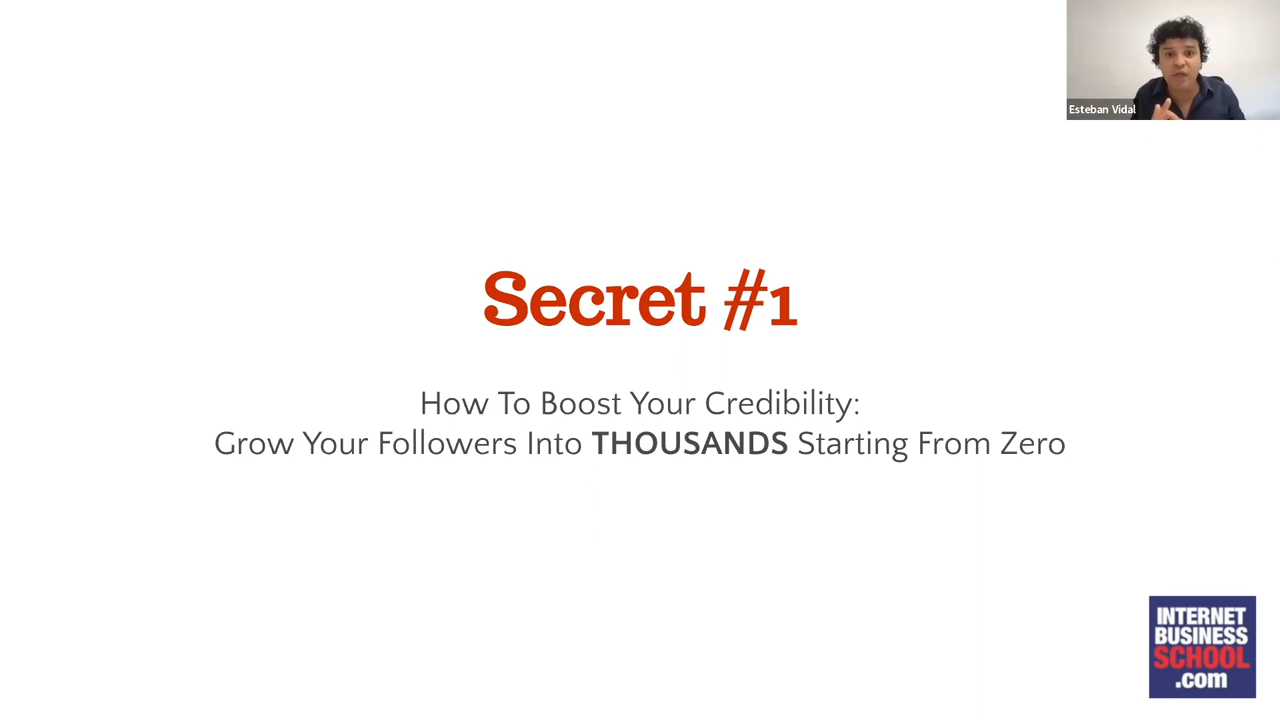 Esteban Vidal
Secret #1
How To Boost Your Credibility:
Grow Your Followers Into THOUSANDS Starting From Zero
INTERNET
BUSINESS
SCHOOL
.com